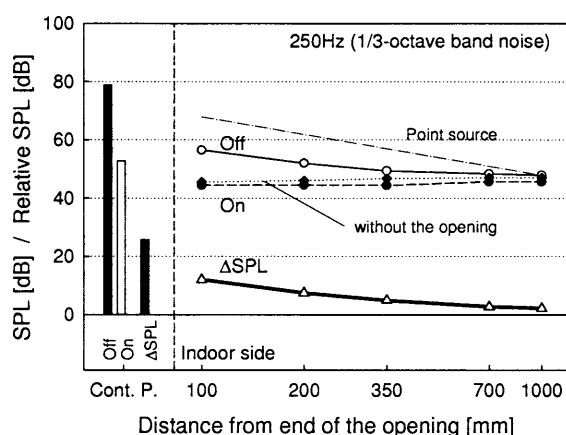 250Hz (1/3-octave band noise)
SPL [dB] / Relative SPL [dB]
100
80
60
40
20
0
Off
Point source
On
without the opening
ΔSPL
Off
On
ΔSPL
Indoor side
Cont. P.
100
200
350
700
1000
Distance from end of the opening [mm]